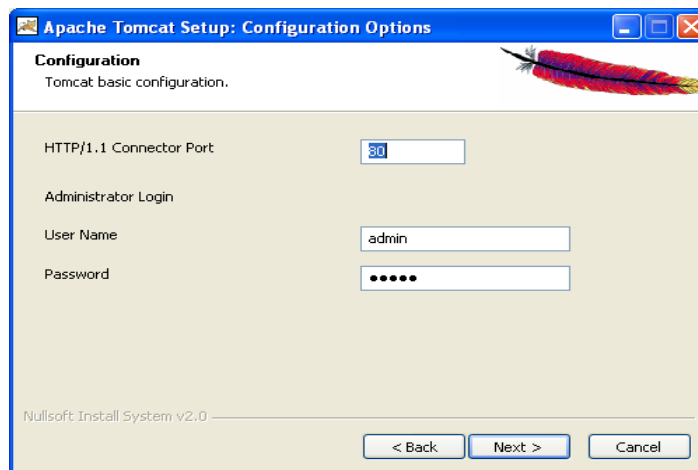 Apache Tomcat Setup: Configuration Options
Configuration
Tomcat basic configuration.
HTTP/1.1 Connector Port
80
Administrator Login
User Name
admin
Password
●●●●●
Nullsoft Install System v2.0
< Back
Next >
Cancel